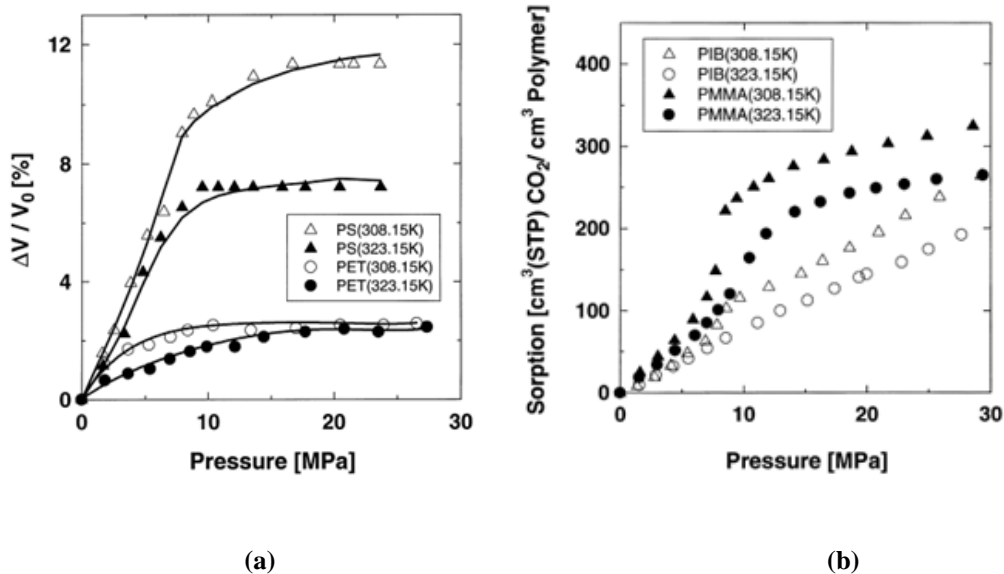 12
8
4
0
0
10
20
30
ΔV / V₀ [%]
Pressure [MPa]
PS(308.15K)
PS(323.15K)
PET(308.15K)
PET(323.15K)
(a)
400
300
200
100
0
0
10
20
30
Sorption [cm³(STP) CO₂/ cm³ Polymer]
Pressure [MPa]
PIB(308.15K)
PIB(323.15K)
PMMA(308.15K)
PMMA(323.15K)
(b)